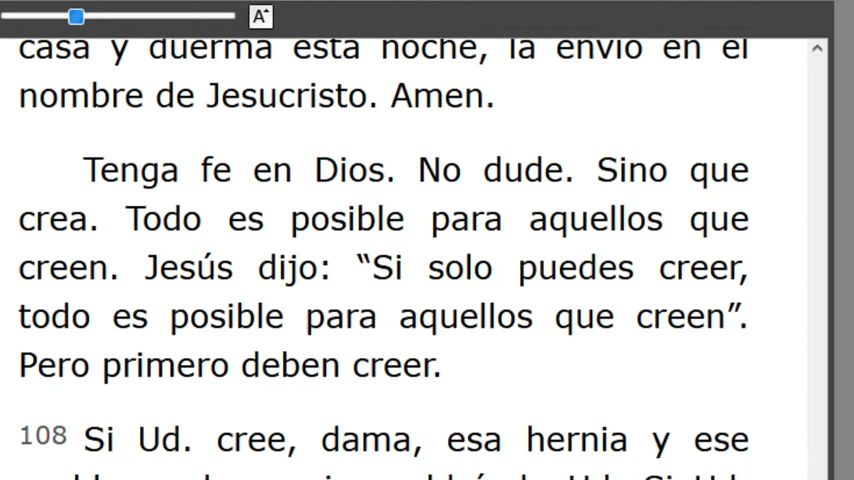 A
casa y duerma esta noche, la envío en el
nombre de Jesucristo. Amen.
Tenga fe en Dios. No dude. Sino que
crea. Todo es posible para aquellos que
creen. Jesús dijo: “Si solo puedes creer,
todo es posible para aquellos que creen”.
Pero primero deben creer.
108 Si Ud. cree, dama, esa hernia y ese